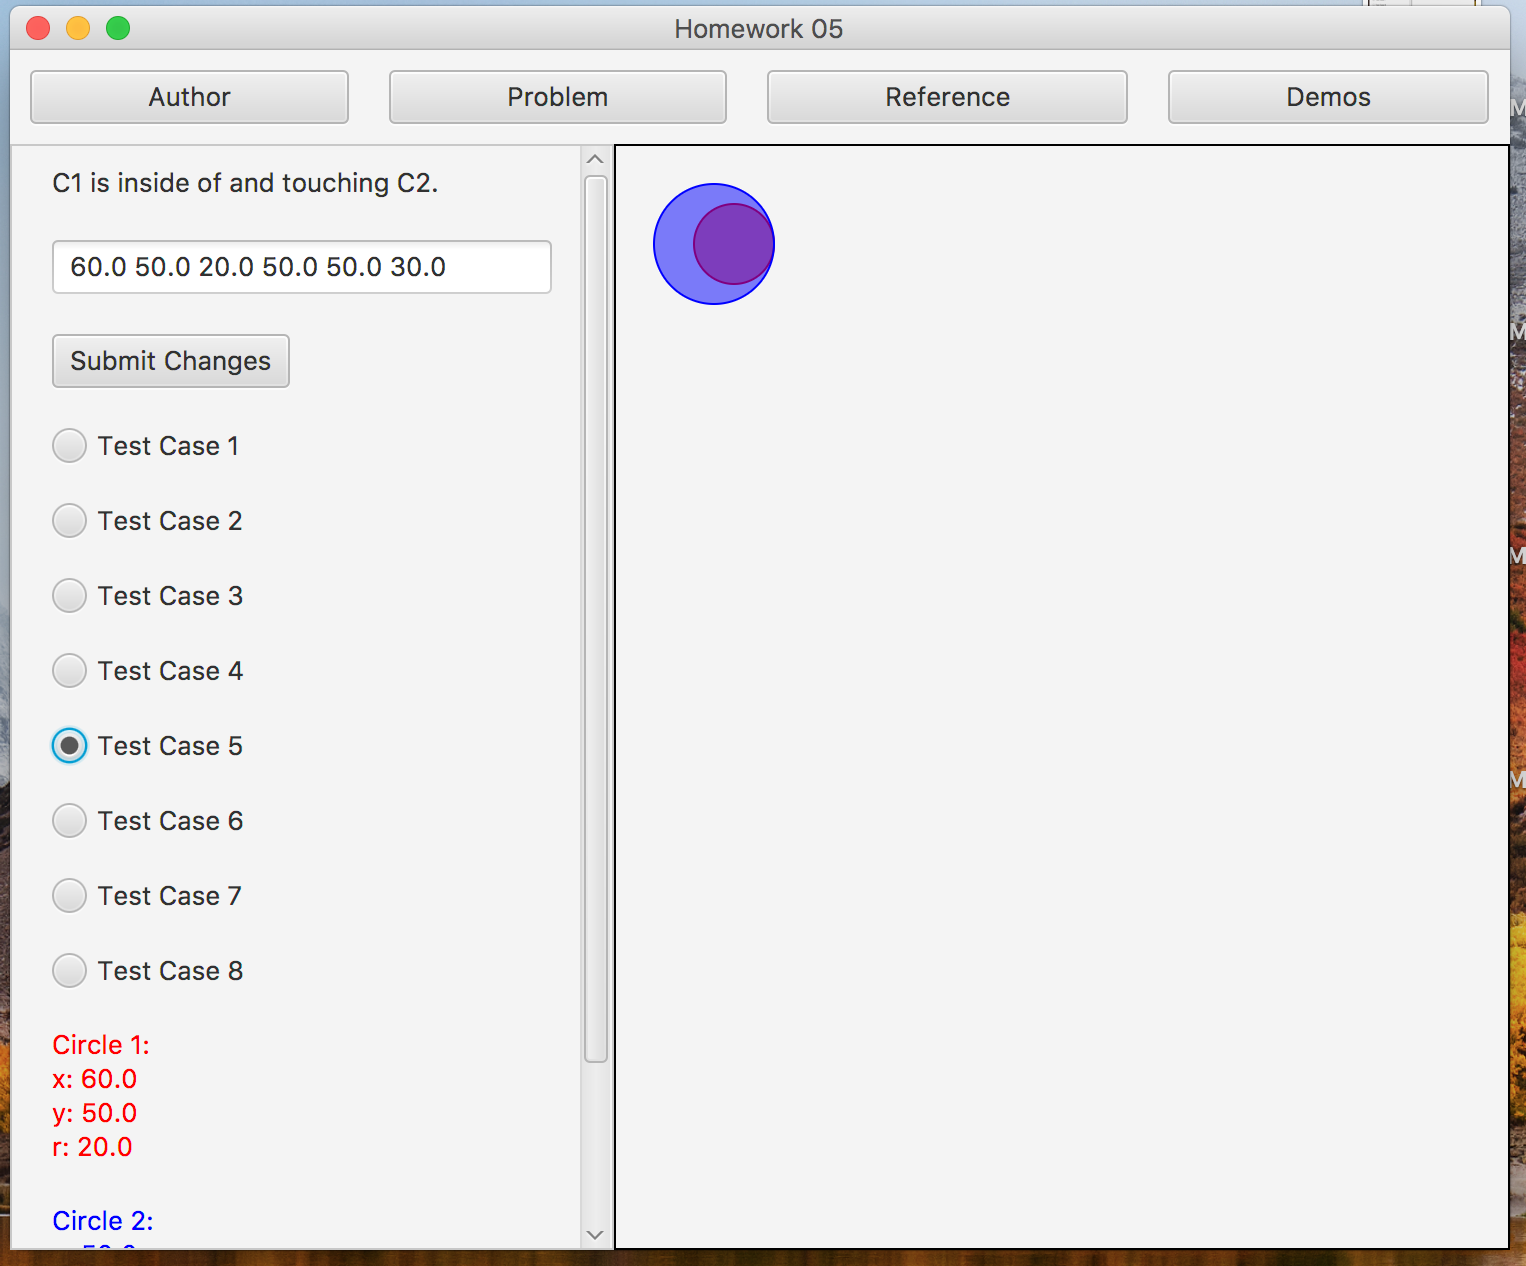 Homework 05
Author
Problem
Reference
Demos
C1 is inside of and touching C2.
60.0 50.0 20.0 50.0 50.0 30.0
Submit Changes
Test Case 1
Test Case 2
Test Case 3
Test Case 4
Test Case 5
Test Case 6
Test Case 7
Test Case 8
Circle 1:
x: 60.0
y: 50.0
r: 20.0
Circle 2: